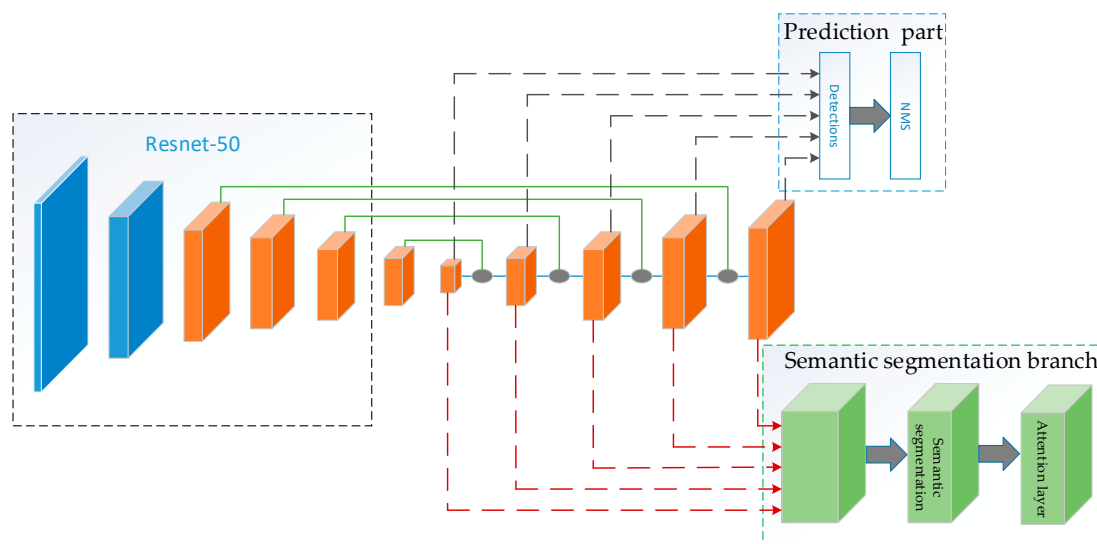 Prediction part
Detections
NMS
Resnet-50
Semantic segmentation branch
Semantic
segmentation
Attention layer